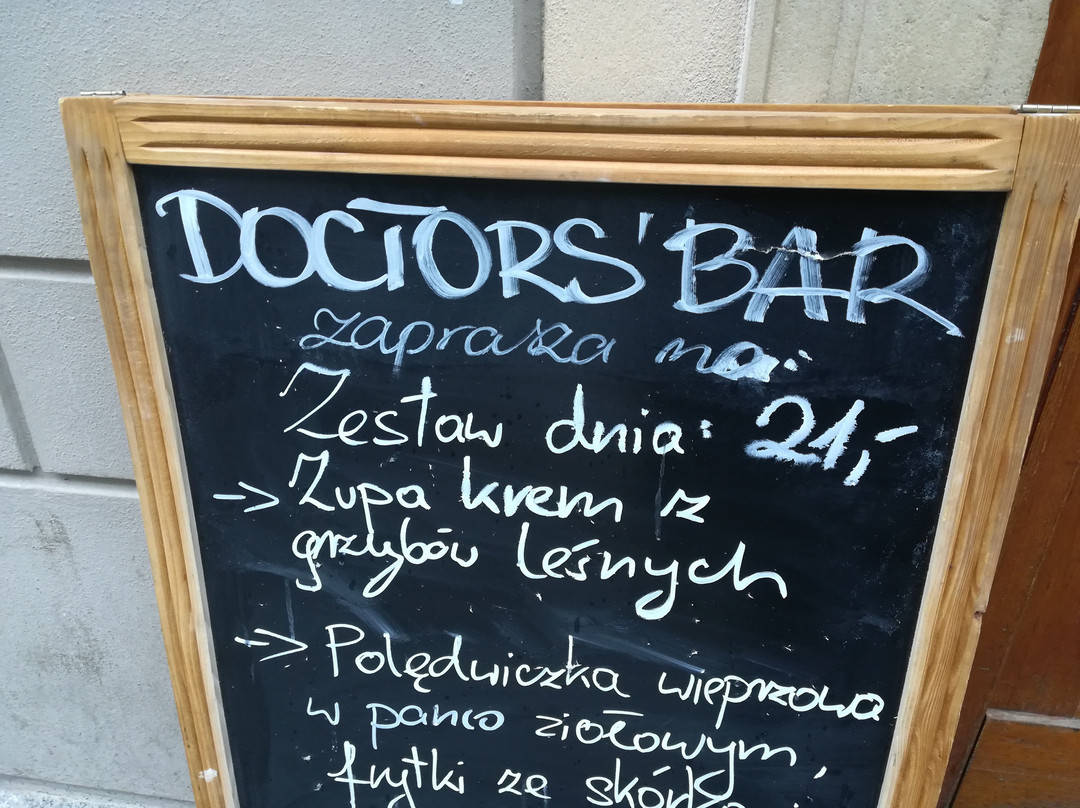 DOCTORS' BAR
zaprasza na:
Zestaw dnia: 21,-
-> Zupa krem z
grzybów leśnych
-> Polędwiczka wieprzowa
w panco ziołowym,
frytki ze skórką